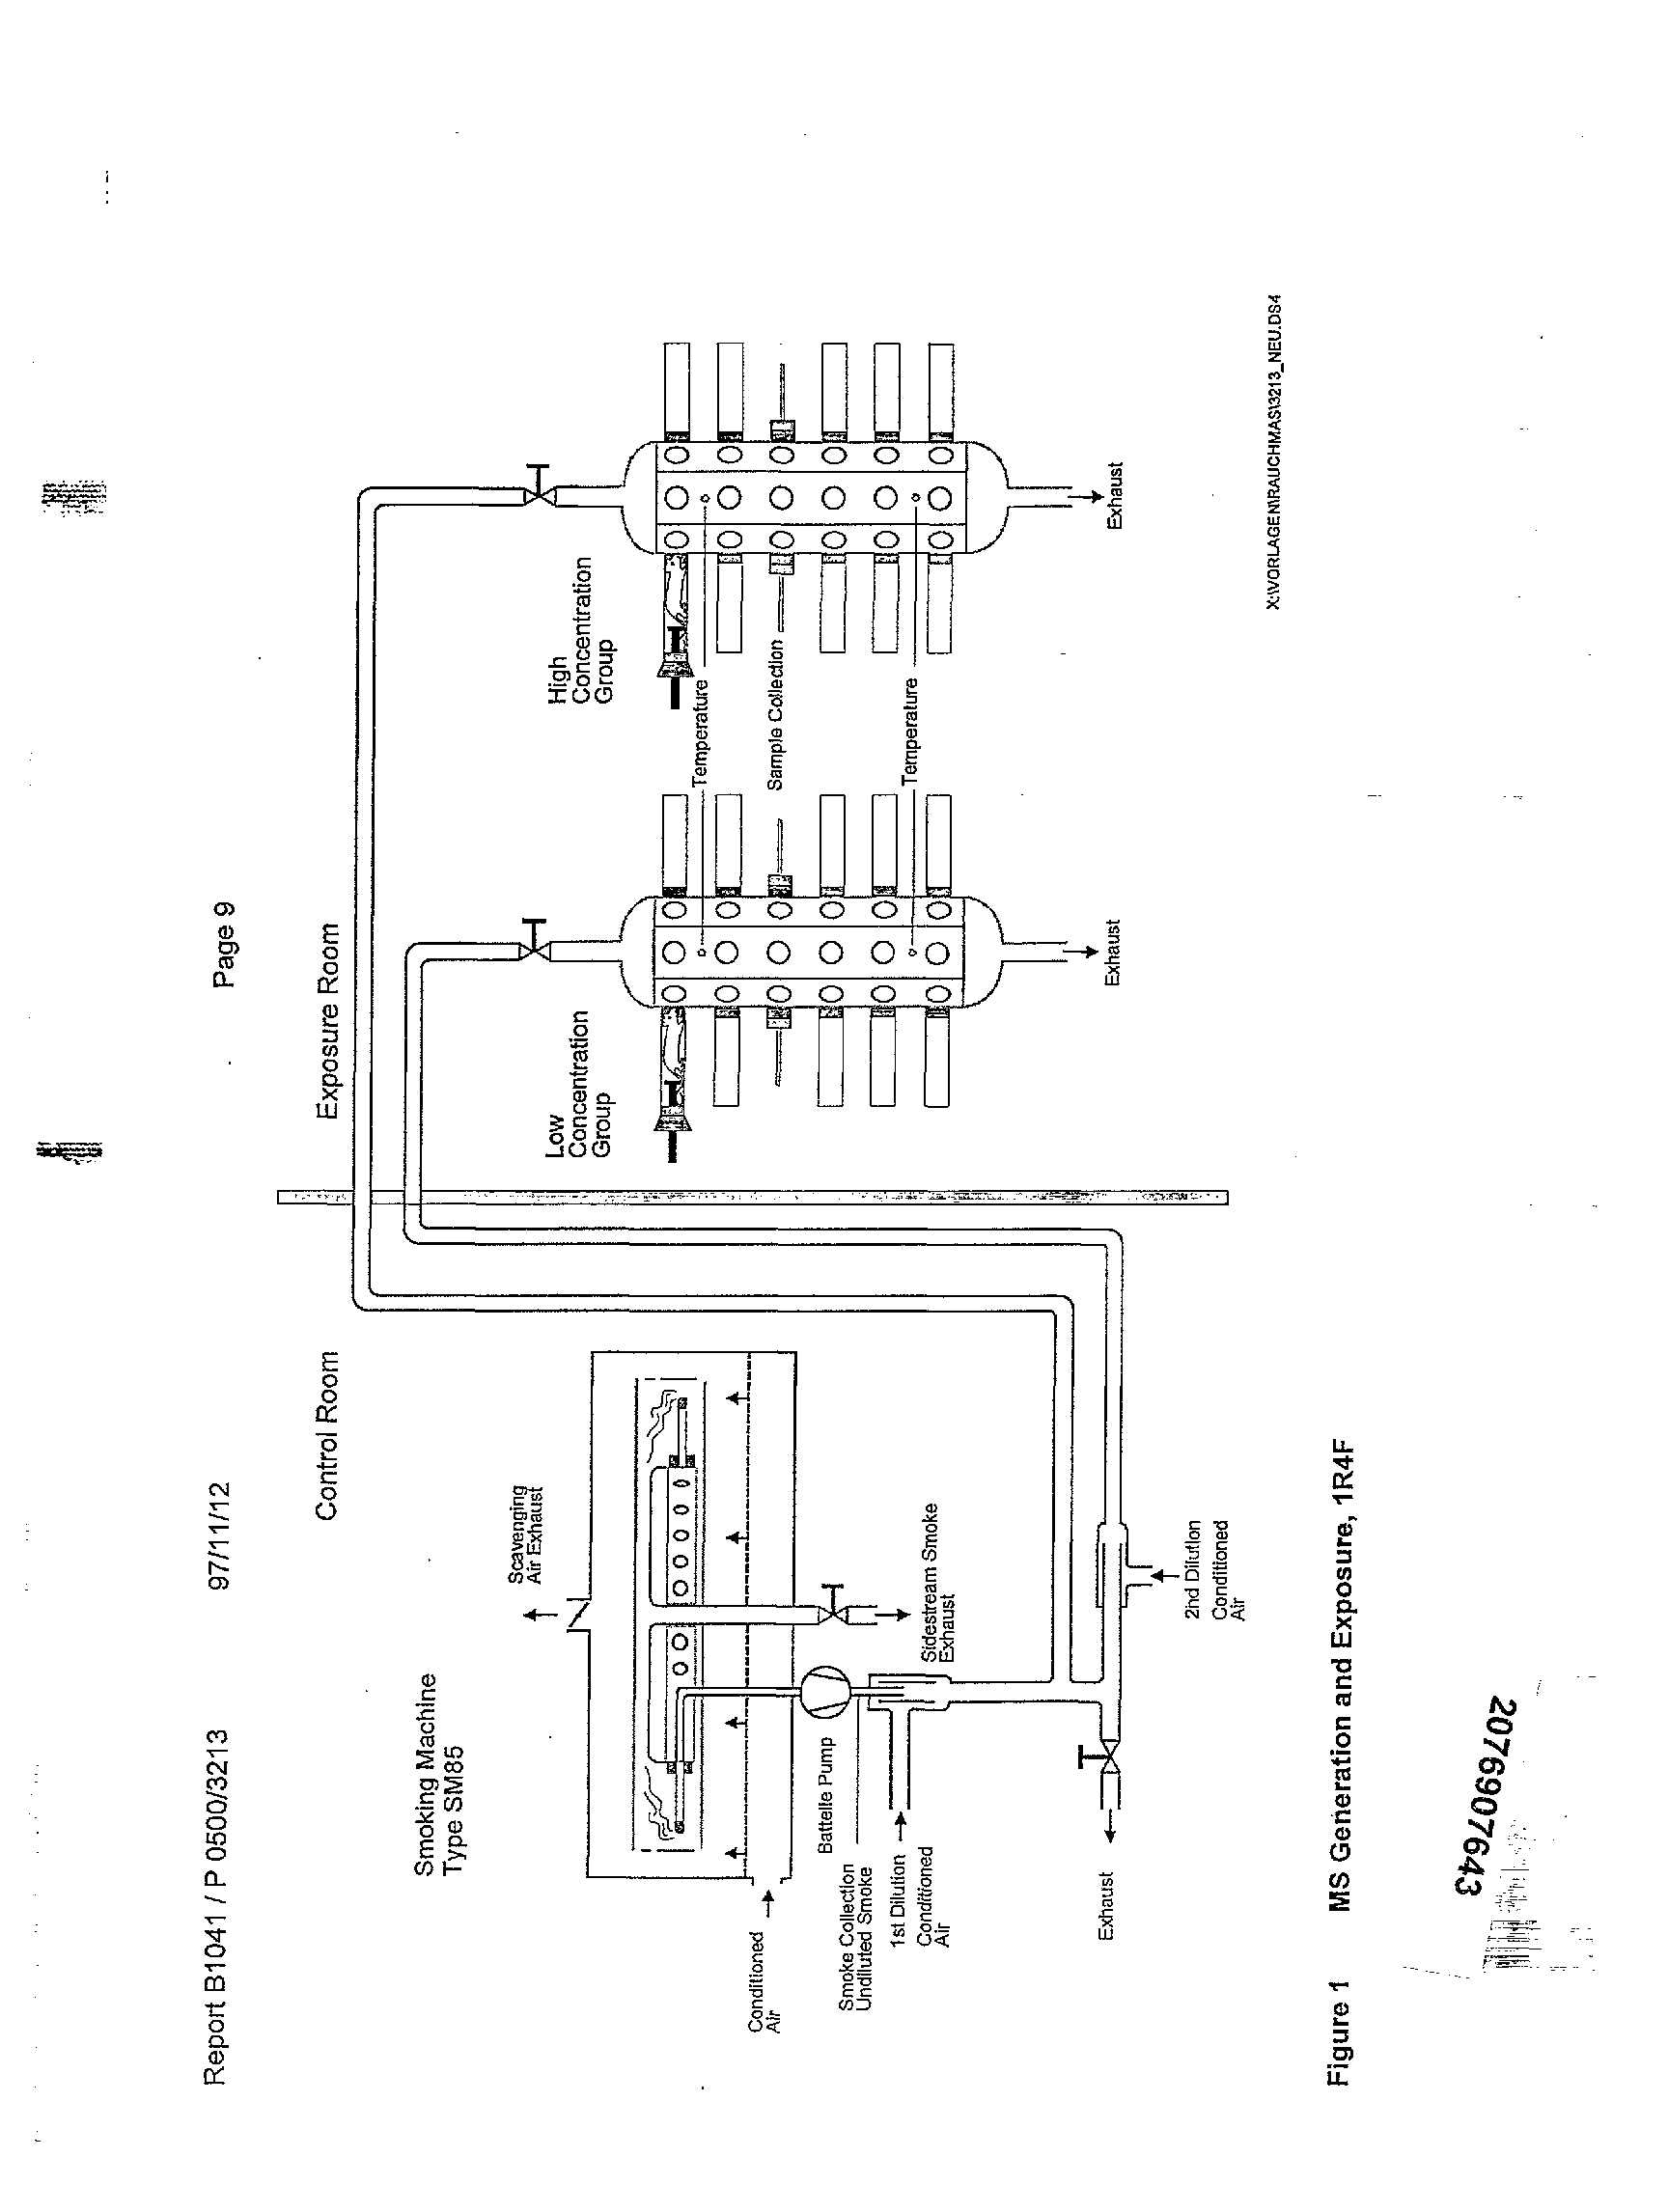 Report B1041 / P 0500/3213 97/11/12 Page 9
Control Room
Exposure Room
Smoking Machine
Type SM85
Scavenging
Air Exhaust
Low
Concentration
Group
High
Concentration
Group
Temperature
Sample Collection
Temperature
Conditioned
Air
Battelle Pump
Smoke Collection
Undiluted Smoke
1st Dilution
Conditioned
Air
Sidestream Smoke
Exhaust
Exhaust
2nd Dilution
Conditioned
Air
Exhaust
Exhaust
X:\VORLAGEN\RAUCHMAS\3213_NEU.DS4
Figure 1 MS Generation and Exposure, 1R4F
2076907643